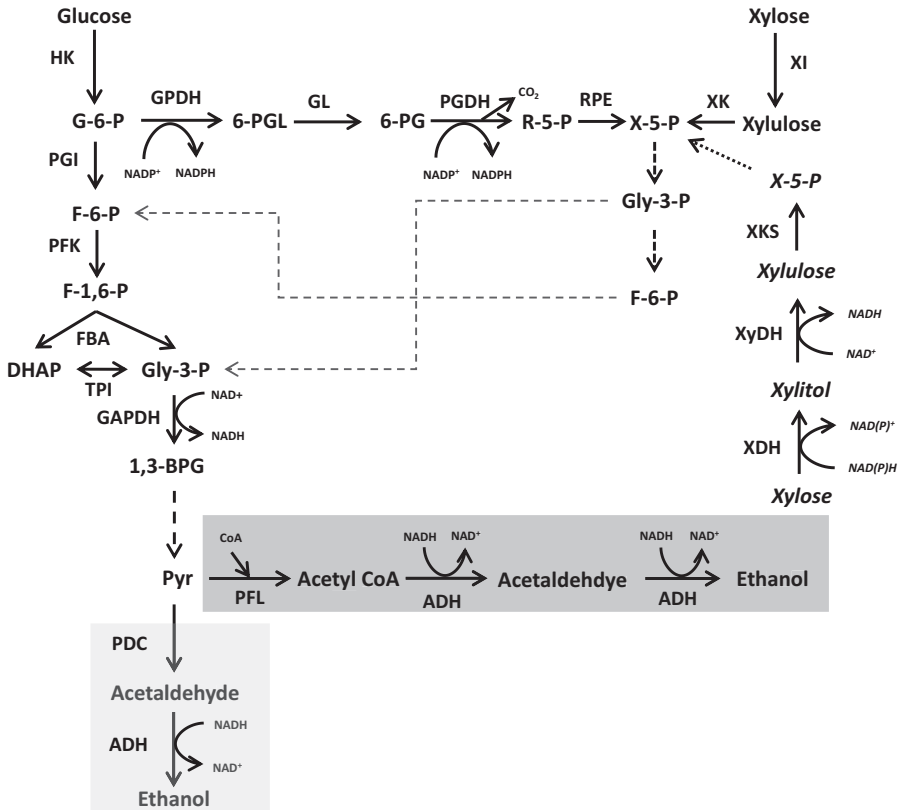 Glucose
Xylose
HK
XI
GPDH
GL
PGDH
CO₂
RPE
XK
G-6-P
6-PGL
6-PG
R-5-P
X-5-P
Xylulose
PGI
NADP⁺
NADPH
NADP⁺
NADPH
X-5-P
Gly-3-P
F-6-P
XKS
PFK
Xylulose
F-1,6-P
F-6-P
NADH
XyDH
FBA
NAD⁺
DHAP
Gly-3-P
TPI
Xylitol
NAD+
GAPDH
NAD(P)⁺
NADH
XDH
1,3-BPG
NAD(P)H
Xylose
CoA
NADH
NAD⁺
NADH
NAD⁺
Pyr
Acetyl CoA
Acetaldehdye
Ethanol
PFL
ADH
ADH
PDC
Acetaldehyde
NADH
ADH
NAD⁺
Ethanol